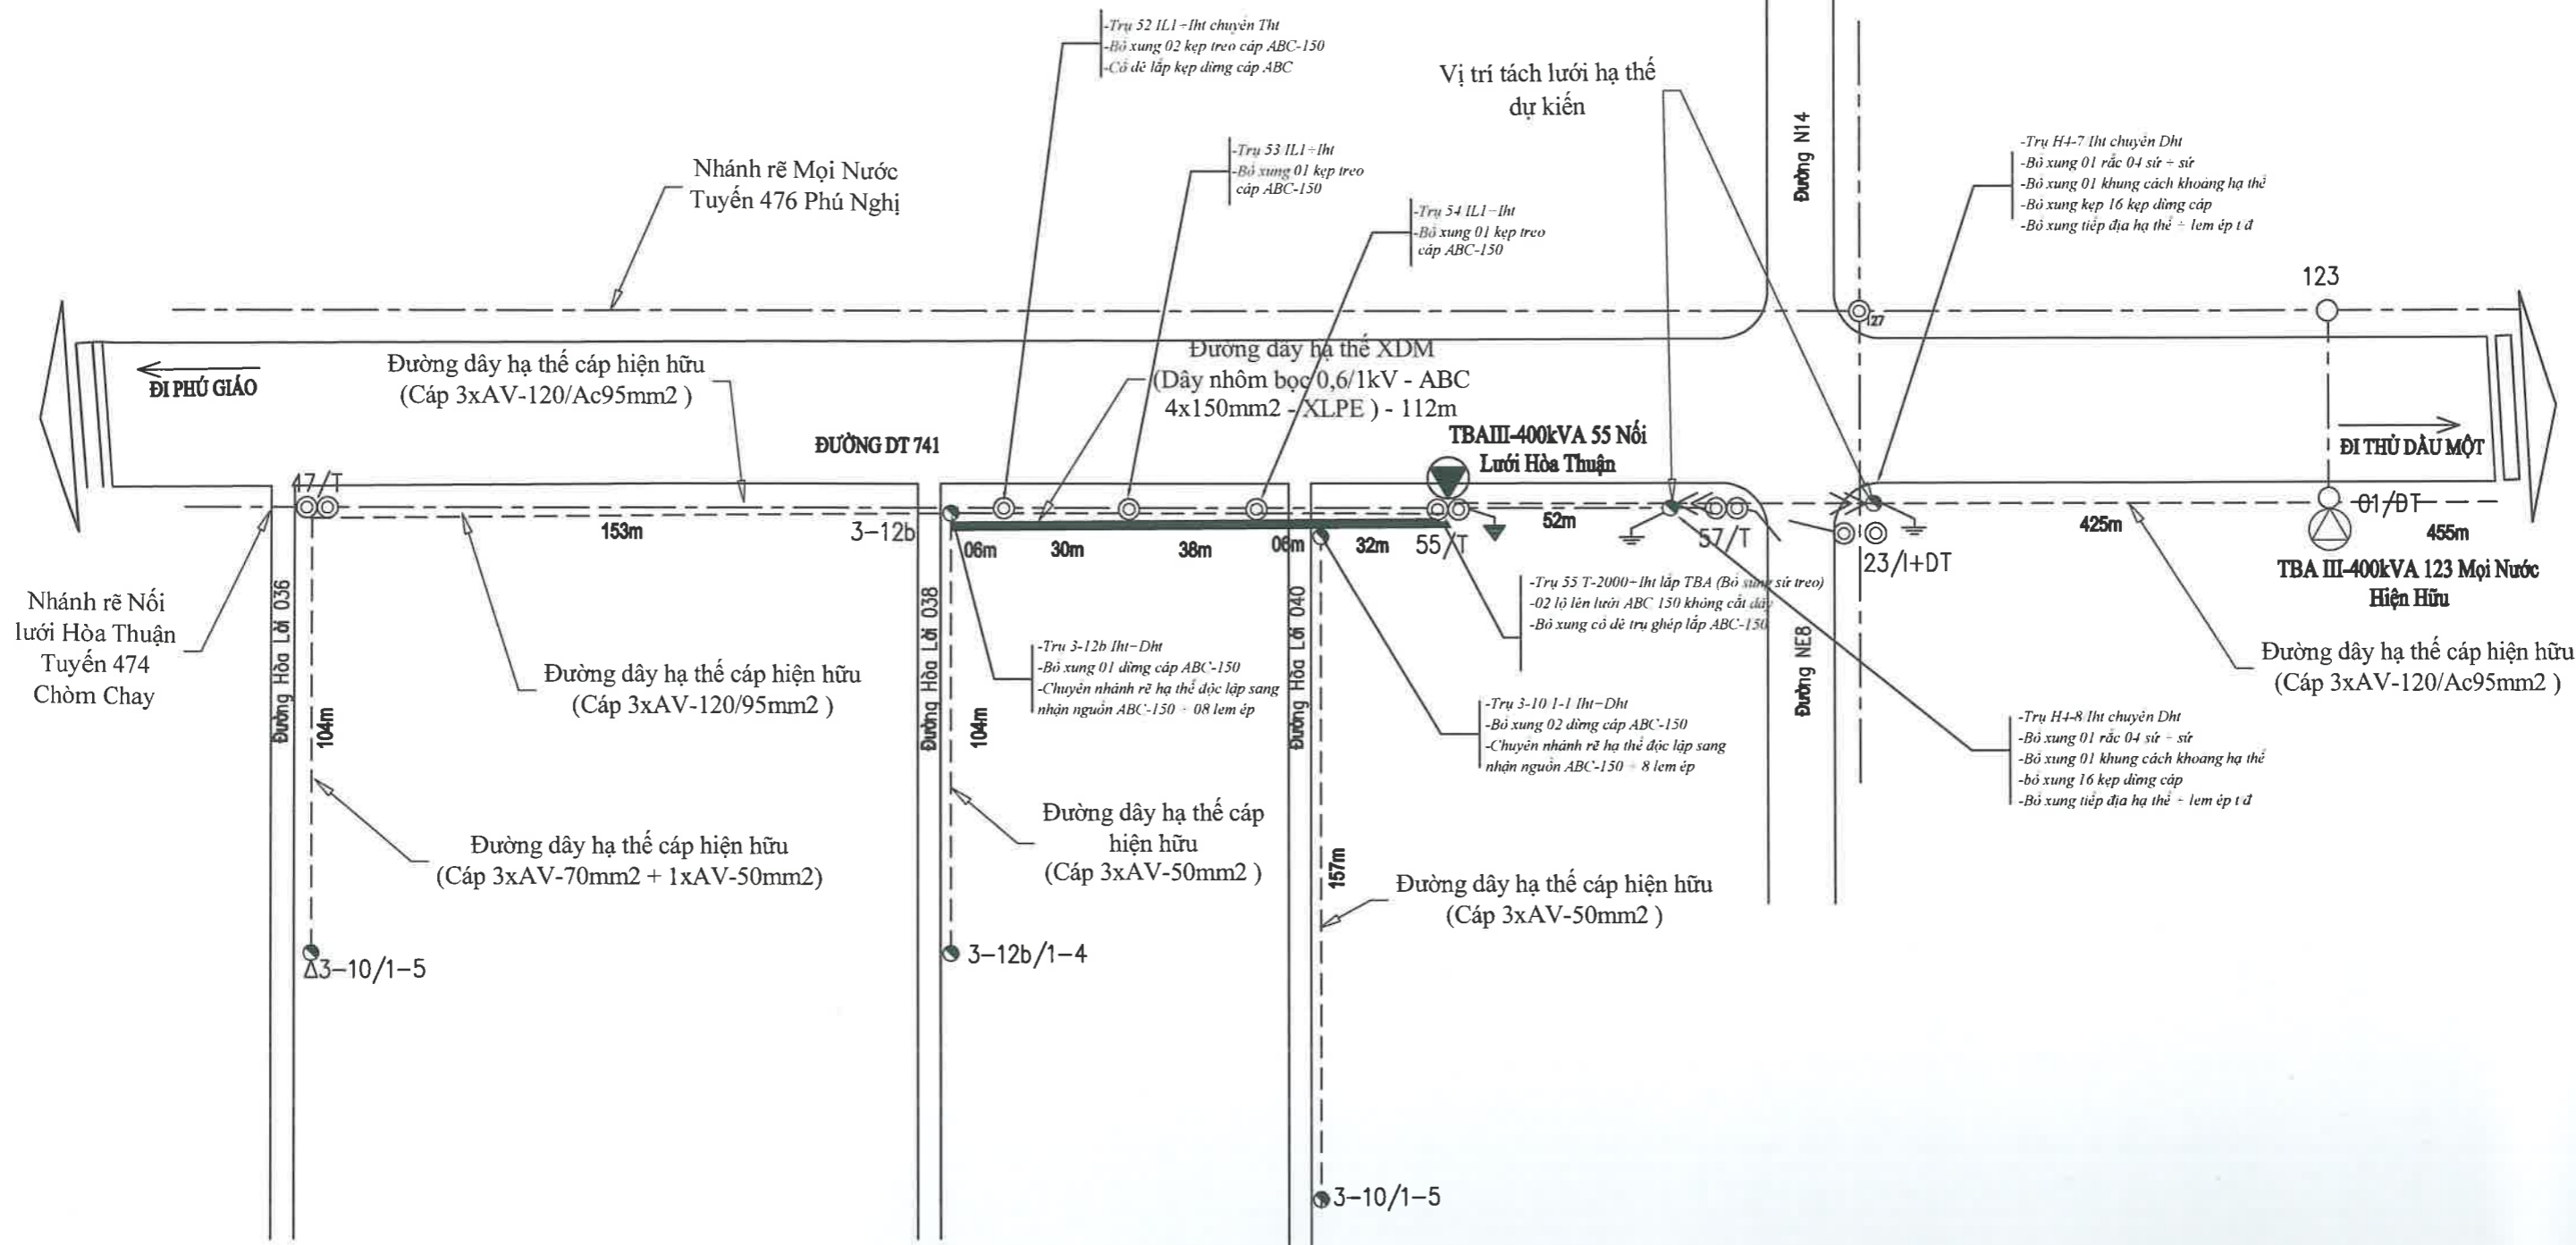 -Trụ 52 IL1+Iht chuyển Tht
-Bổ xung 02 kẹp treo cáp ABC-150
-Cổ dê lắp kẹp dừng cáp ABC
Vị trí tách lưới hạ thế
dự kiến
Đường N14
-Trụ H4-7 Iht chuyển Dht
-Bổ xung 01 rắc 04 sứ + sứ
-Bổ xung 01 khung cách khoảng hạ thế
-Bổ xung kẹp 16 kẹp dừng cáp
-Bổ xung tiếp địa hạ thế + lem ép t đ
-Trụ 53 IL1+Iht
-Bổ xung 01 kẹp treo
cáp ABC-150
Nhánh rẽ Mọi Nước
Tuyến 476 Phú Nghị
-Trụ 54 IL1+Iht
-Bổ xung 01 kẹp treo
cáp ABC-150
123
127
ĐI PHÚ GIÁO
Đường dây hạ thế cáp hiện hữu
(Cáp 3xAV-120/Ac95mm2 )
Đường dây hạ thế XDM
(Dây nhôm bọc 0,6/1kV - ABC
4x150mm2 - XLPE ) - 112m
ĐƯỜNG DT 741
TBAIII-400kVA 55 Nối
Lưới Hòa Thuận
ĐI THỦ DẦU MỘT
47/T
153m
3-12b
06m
30m
38m
06m
32m
55/T
52m
57/T
23/I+DT
425m
01/DT
455m
TBA III-400kVA 123 Mọi Nước
Hiện Hữu
Nhánh rẽ Nối
lưới Hòa Thuận
Tuyến 474
Chòm Chay
Đường Hòa Lời 036
104m
Đường dây hạ thế cáp hiện hữu
(Cáp 3xAV-120/95mm2 )
Đường Hòa Lời 038
104m
-Trụ 3-12b Iht-Dht
-Bổ xung 01 dừng cáp ABC-150
-Chuyển nhánh rẽ hạ thế độc lập sang
nhận nguồn ABC-150 + 08 lem ép
Đường Hòa Lời 040
-Trụ 55 T-2000+Iht lắp TBA (Bổ sung sứ treo)
-02 lộ lên lưới ABC 150 không cắt dây
-Bổ xung cổ dê trụ ghép lắp ABC-150
-Trụ 3-10 1-1 Iht-Dht
-Bổ xung 02 dừng cáp ABC-150
-Chuyển nhánh rẽ hạ thế độc lập sang
nhận nguồn ABC-150 + 8 lem ép
Đường NE8
Đường dây hạ thế cáp hiện hữu
(Cáp 3xAV-120/Ac95mm2 )
-Trụ H4-8 Iht chuyển Dht
-Bổ xung 01 rắc 04 sứ + sứ
-Bổ xung 01 khung cách khoảng hạ thế
-bổ xung 16 kẹp dừng cáp
-Bổ xung tiếp địa hạ thế + lem ép t đ
Đường dây hạ thế cáp hiện hữu
(Cáp 3xAV-70mm2 + 1xAV-50mm2)
Đường dây hạ thế cáp
hiện hữu
(Cáp 3xAV-50mm2 )
157m
Đường dây hạ thế cáp hiện hữu
(Cáp 3xAV-50mm2 )
Δ3-10/1-5
3-12b/1-4
3-10/1-5